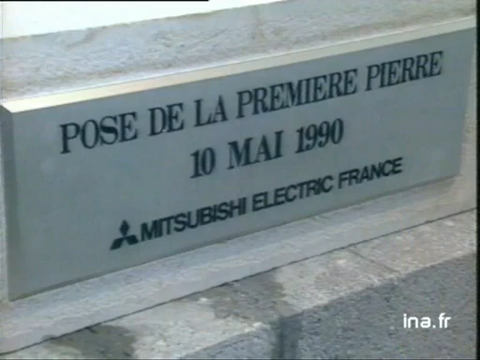 POSE DE LA PREMIERE PIERRE
10 MAI 1990
MITSUBISHI ELECTRIC FRANCE
ina.fr